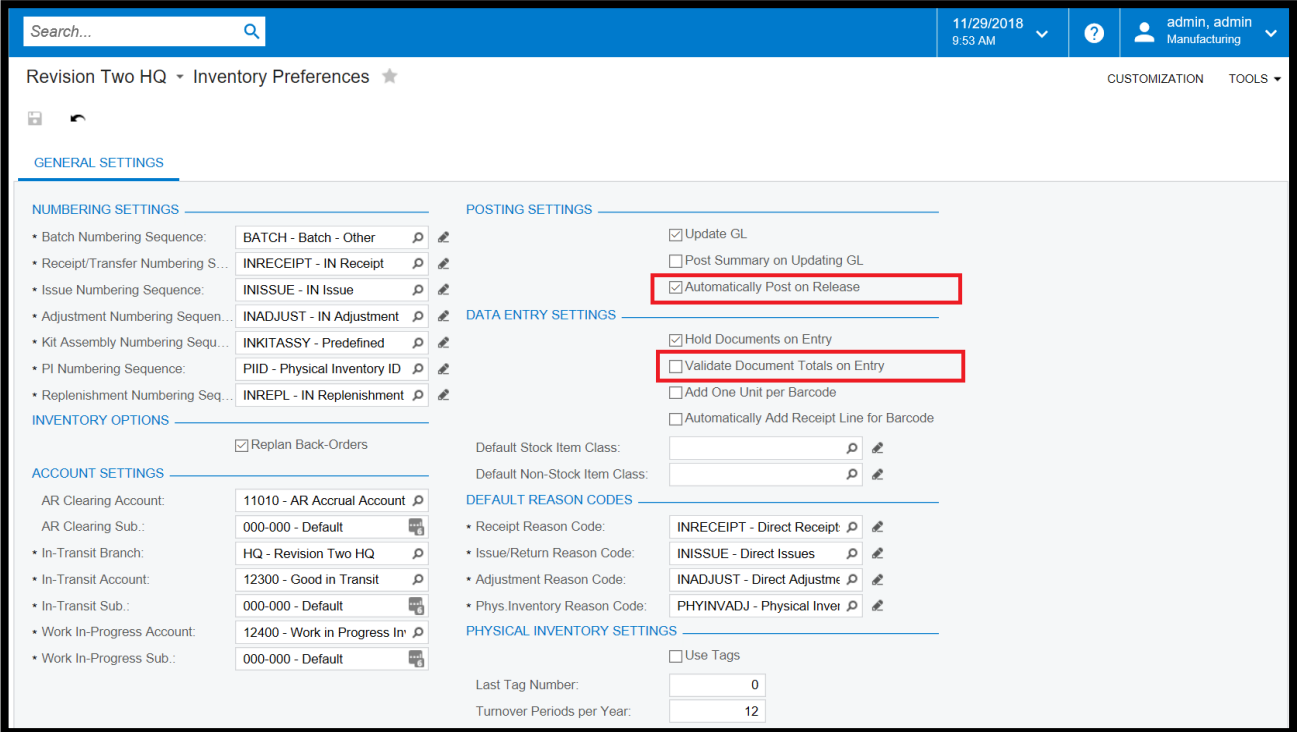 Search...
11/29/2018
9:53 AM
?
admin, admin
Manufacturing
Revision Two HQ Inventory Preferences
CUSTOMIZATION TOOLS
GENERAL SETTINGS
NUMBERING SETTINGS
* Batch Numbering Sequence: BATCH - Batch - Other
* Receipt/Transfer Numbering S... INRECEIPT - IN Receipt
* Issue Numbering Sequence: INISSUE - IN Issue
* Adjustment Numbering Sequen... INADJUST - IN Adjustment
* Kit Assembly Numbering Sequ... INKITASSY - Predefined
* PI Numbering Sequence: PIID - Physical Inventory ID
* Replenishment Numbering Seq... INREPL - IN Replenishment
INVENTORY OPTIONS
Replan Back-Orders
ACCOUNT SETTINGS
AR Clearing Account: 11010 - AR Accrual Account
AR Clearing Sub.: 000-000 - Default
* In-Transit Branch: HQ - Revision Two HQ
* In-Transit Account: 12300 - Good in Transit
* In-Transit Sub.: 000-000 - Default
* Work In-Progress Account: 12400 - Work in Progress Inv
* Work In-Progress Sub.: 000-000 - Default
POSTING SETTINGS
Update GL
Post Summary on Updating GL
Automatically Post on Release
DATA ENTRY SETTINGS
Hold Documents on Entry
Validate Document Totals on Entry
Add One Unit per Barcode
Automatically Add Receipt Line for Barcode
Default Stock Item Class:
Default Non-Stock Item Class:
DEFAULT REASON CODES
* Receipt Reason Code: INRECEIPT - Direct Receipts
* Issue/Return Reason Code: INISSUE - Direct Issues
* Adjustment Reason Code: INADJUST - Direct Adjustme
* Phys.Inventory Reason Code: PHYINVADJ - Physical Inver
PHYSICAL INVENTORY SETTINGS
Use Tags
Last Tag Number: 0
Turnover Periods per Year: 12